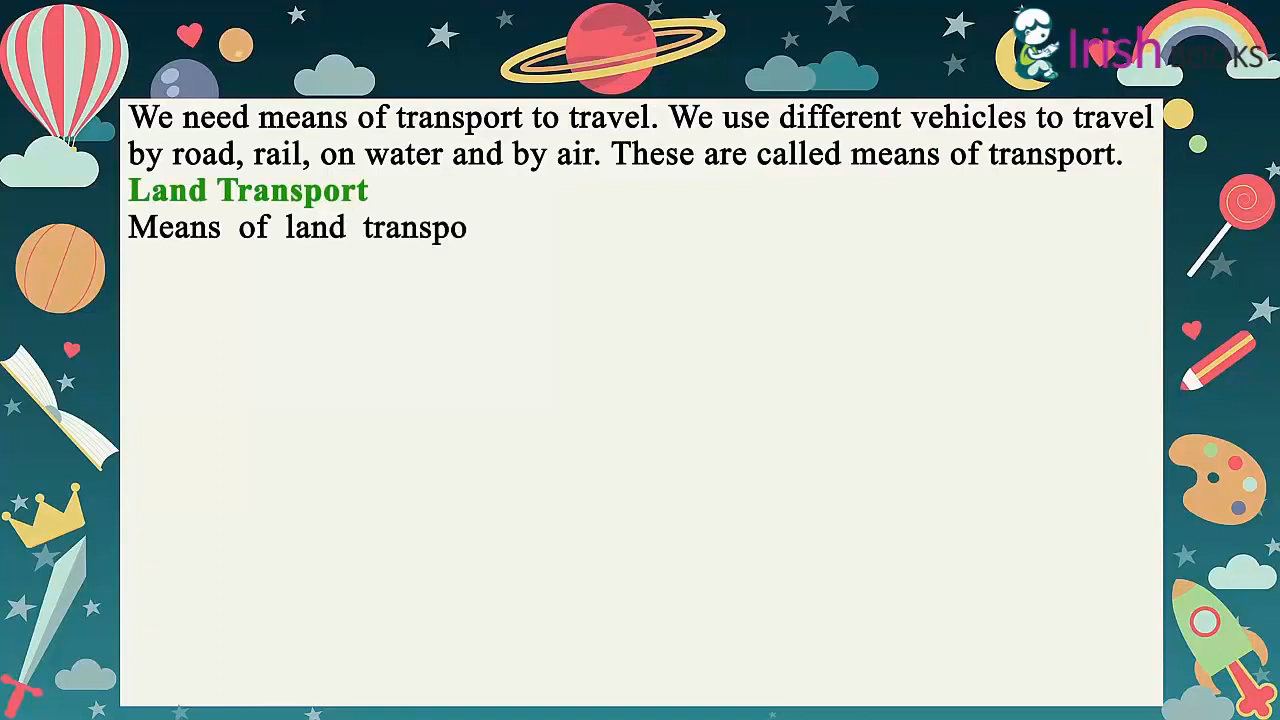 Irish BOOKS
We need means of transport to travel. We use different vehicles to travel
by road, rail, on water and by air. These are called means of transport.
Land Transport
Means of land transpo